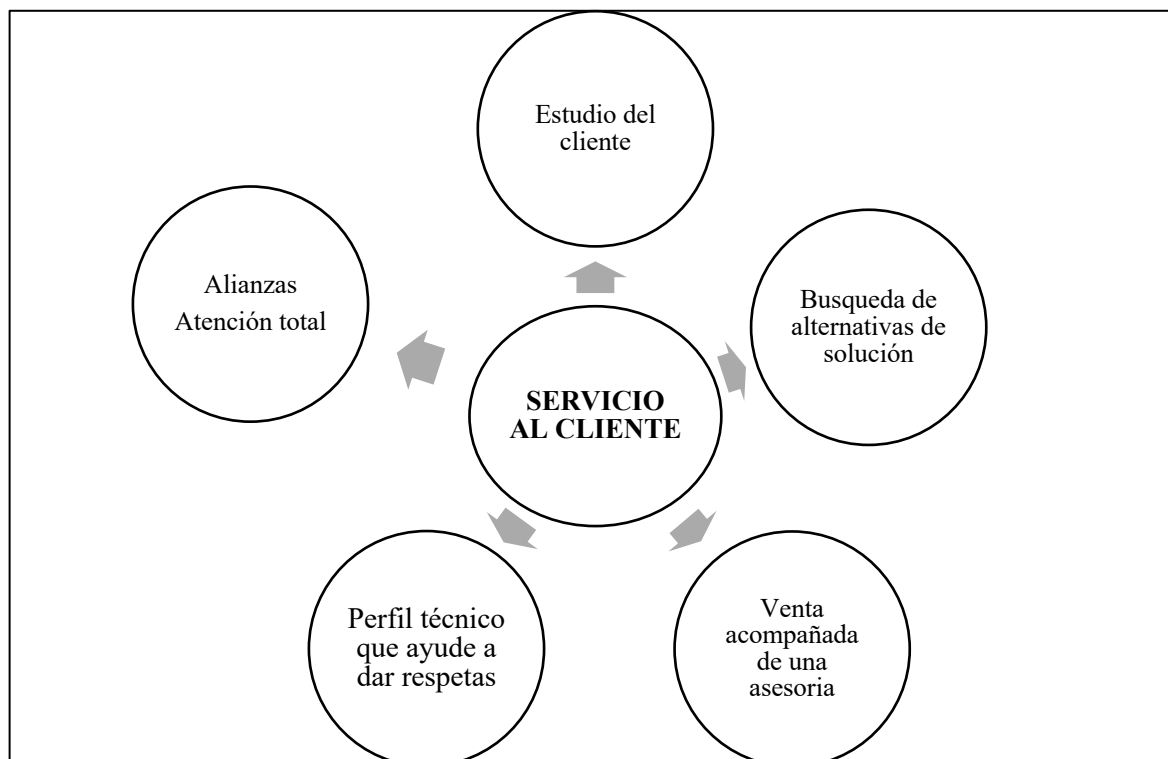 Estudio del
cliente
Alianzas
Atención total
Busqueda de
alternativas de
solución
SERVICIO
AL CLIENTE
Perfil técnico
que ayude a
dar respetas
Venta
acompañada
de una
asesoria